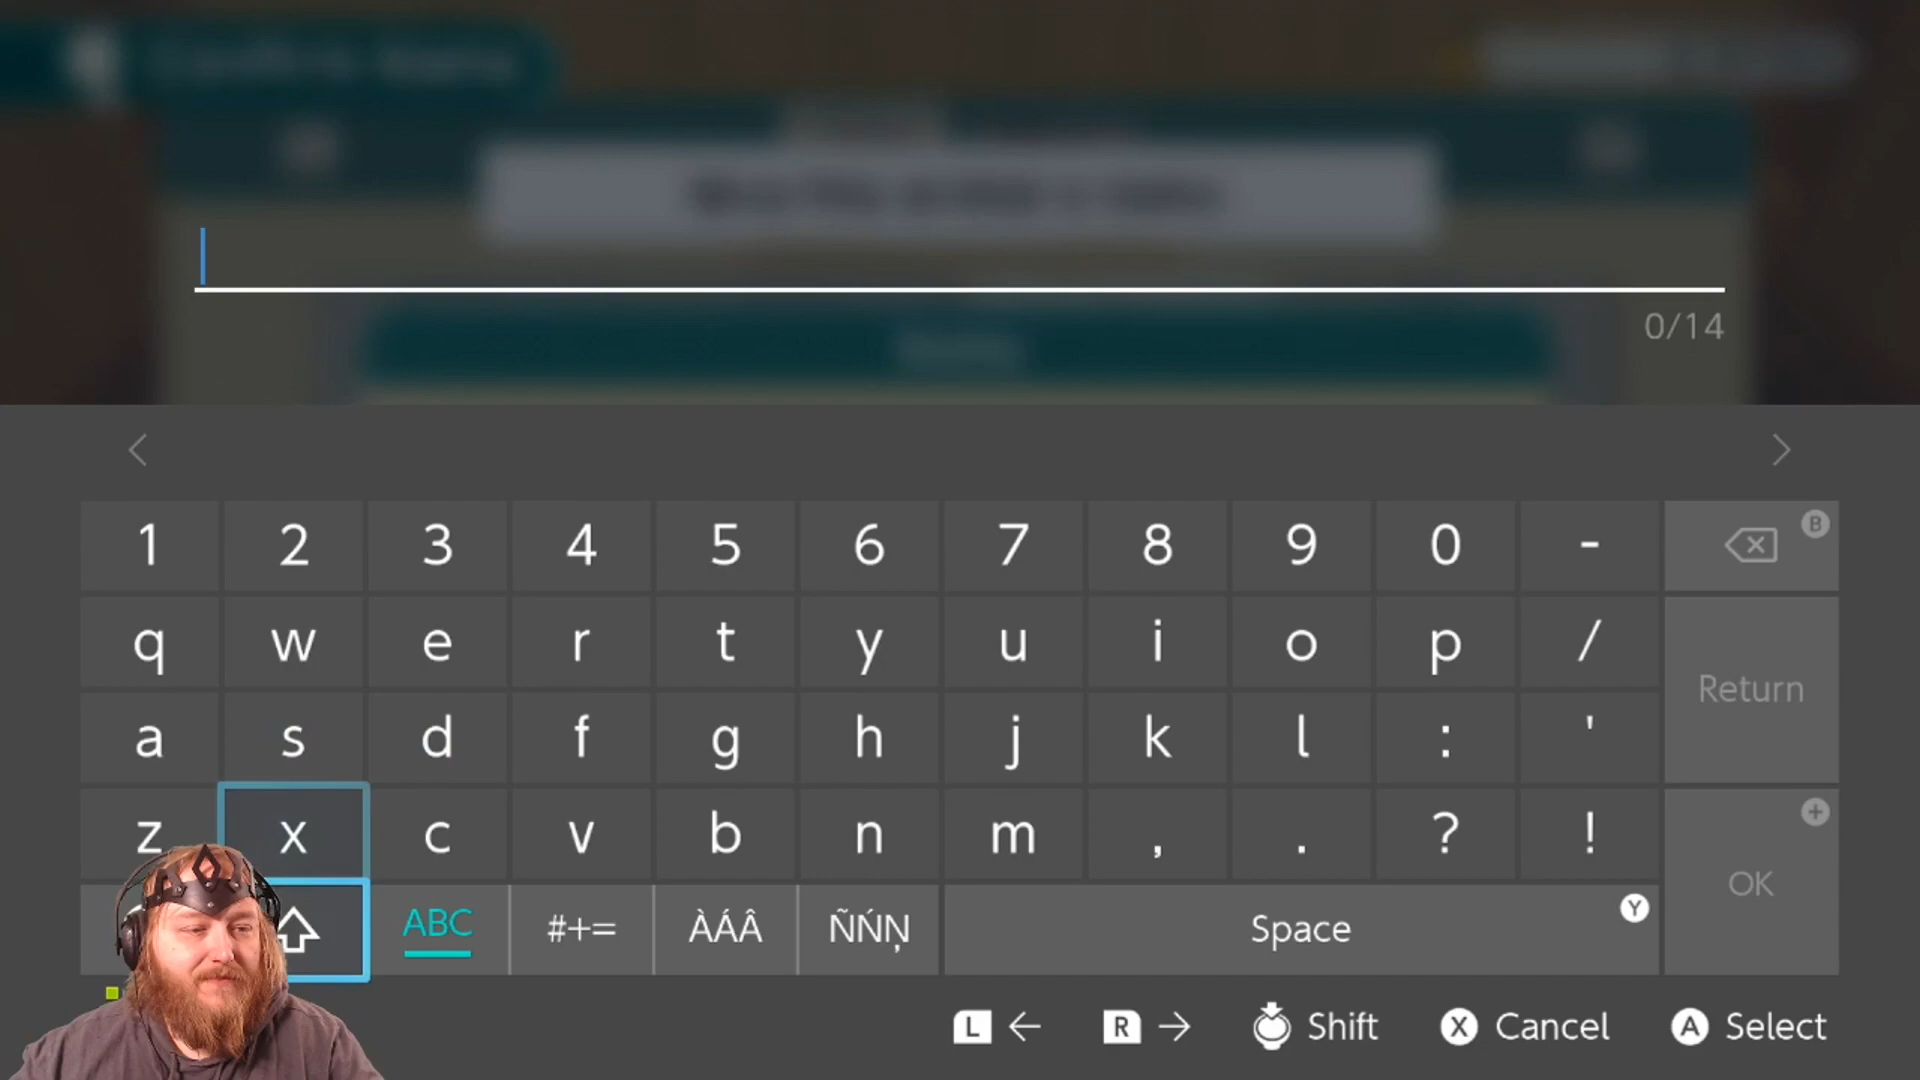 0/14
1 2 3 4 5 6 7 8 9 0 - B
q w e r t y u i o p / Return
a s d f g h j k l : '
z x c v b n m , . ? ! +
ABC #+= ÀÁÂ ÑŃŅ Space Y OK
L ← R → Shift X Cancel A Select